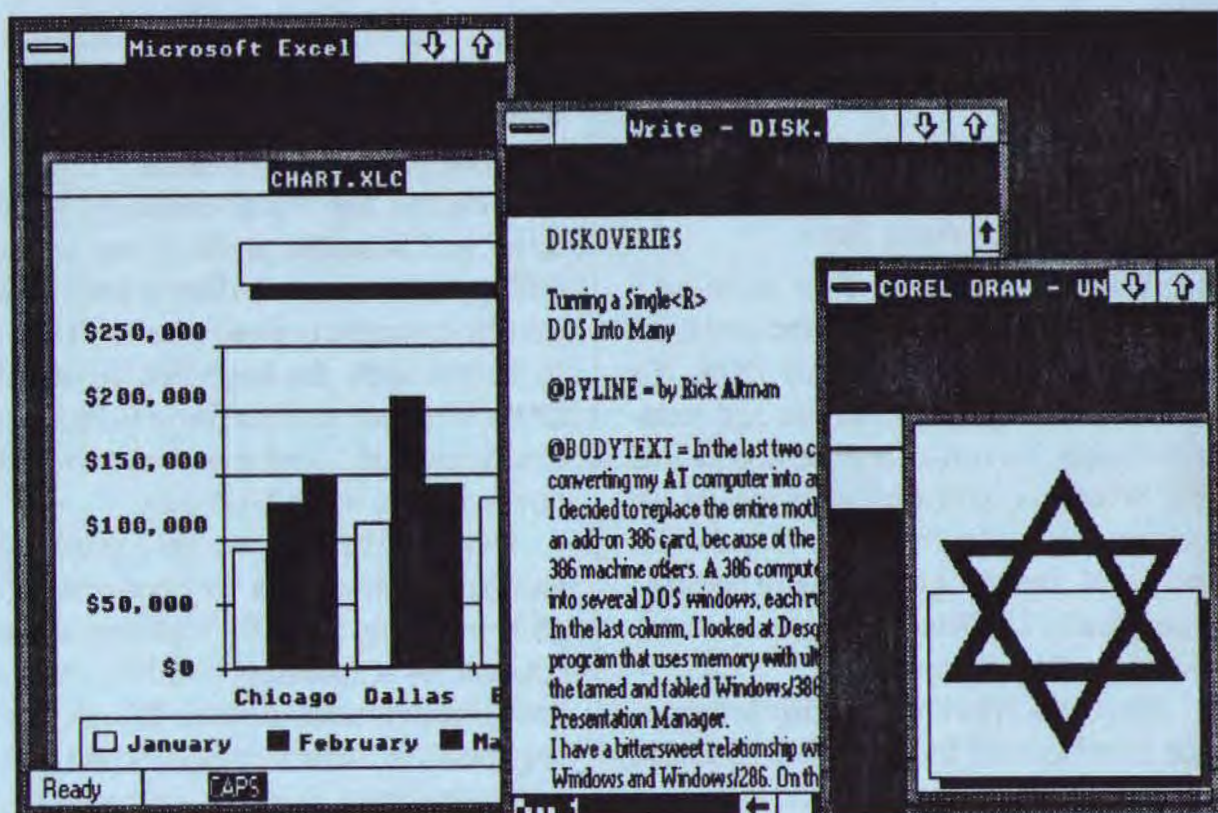 Microsoft Excel
CHART.XLC
$250,000
$200,000
$150,000
$100,000
$50,000
$0
Chicago Dallas
January February
Ready CAPS
Write - DISK.
DISKOVERIES
Turning a Single<R>
DOS Into Many
@BYLINE = by Rick Altman
@BODYTEXT = In the last two c
converting my AT computer into a
I decided to replace the entire moth
an add-on 386 card, because of the
386 machine offers. A 386 compute
into several DOS windows, each r
In the last column, I looked at Desq
program that uses memory with ult
the famed and fabled Windows/386
Presentation Manager.
I have a bittersweet relationship wi
Windows and Windows/286. On th
COREL DRAW - UN